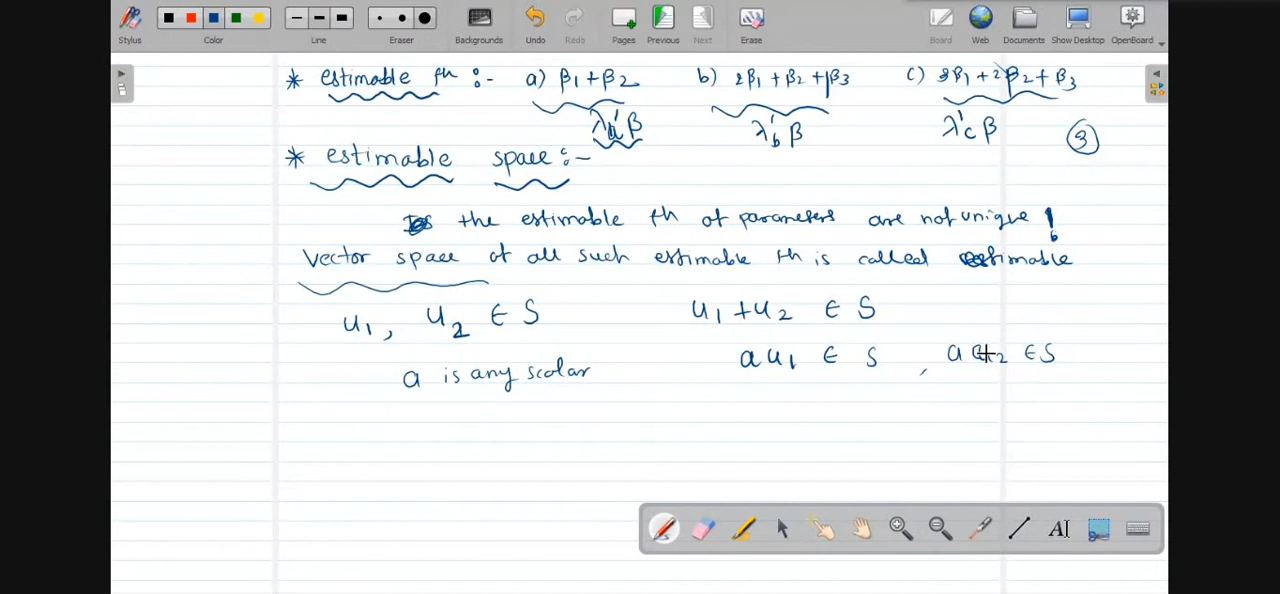 Stylus Color Line Eraser Backgrounds Undo Redo Pages Previous Next Erase Board Web Documents Show Desktop OpenBoard
* estimable fn :- a) β1 + β2 b) 2β1 + β2 + β3 c) 3β1 + 2β2 + β3
λ'a β λ'b β λ'c β ③
* estimable space :-
the estimable fn of parameters are not unique !
Vector space of all such estimable fn is called estimable
u1, u2 ∈ S u1 + u2 ∈ S
a is any scalar a u1 ∈ S , a u2 ∈ S